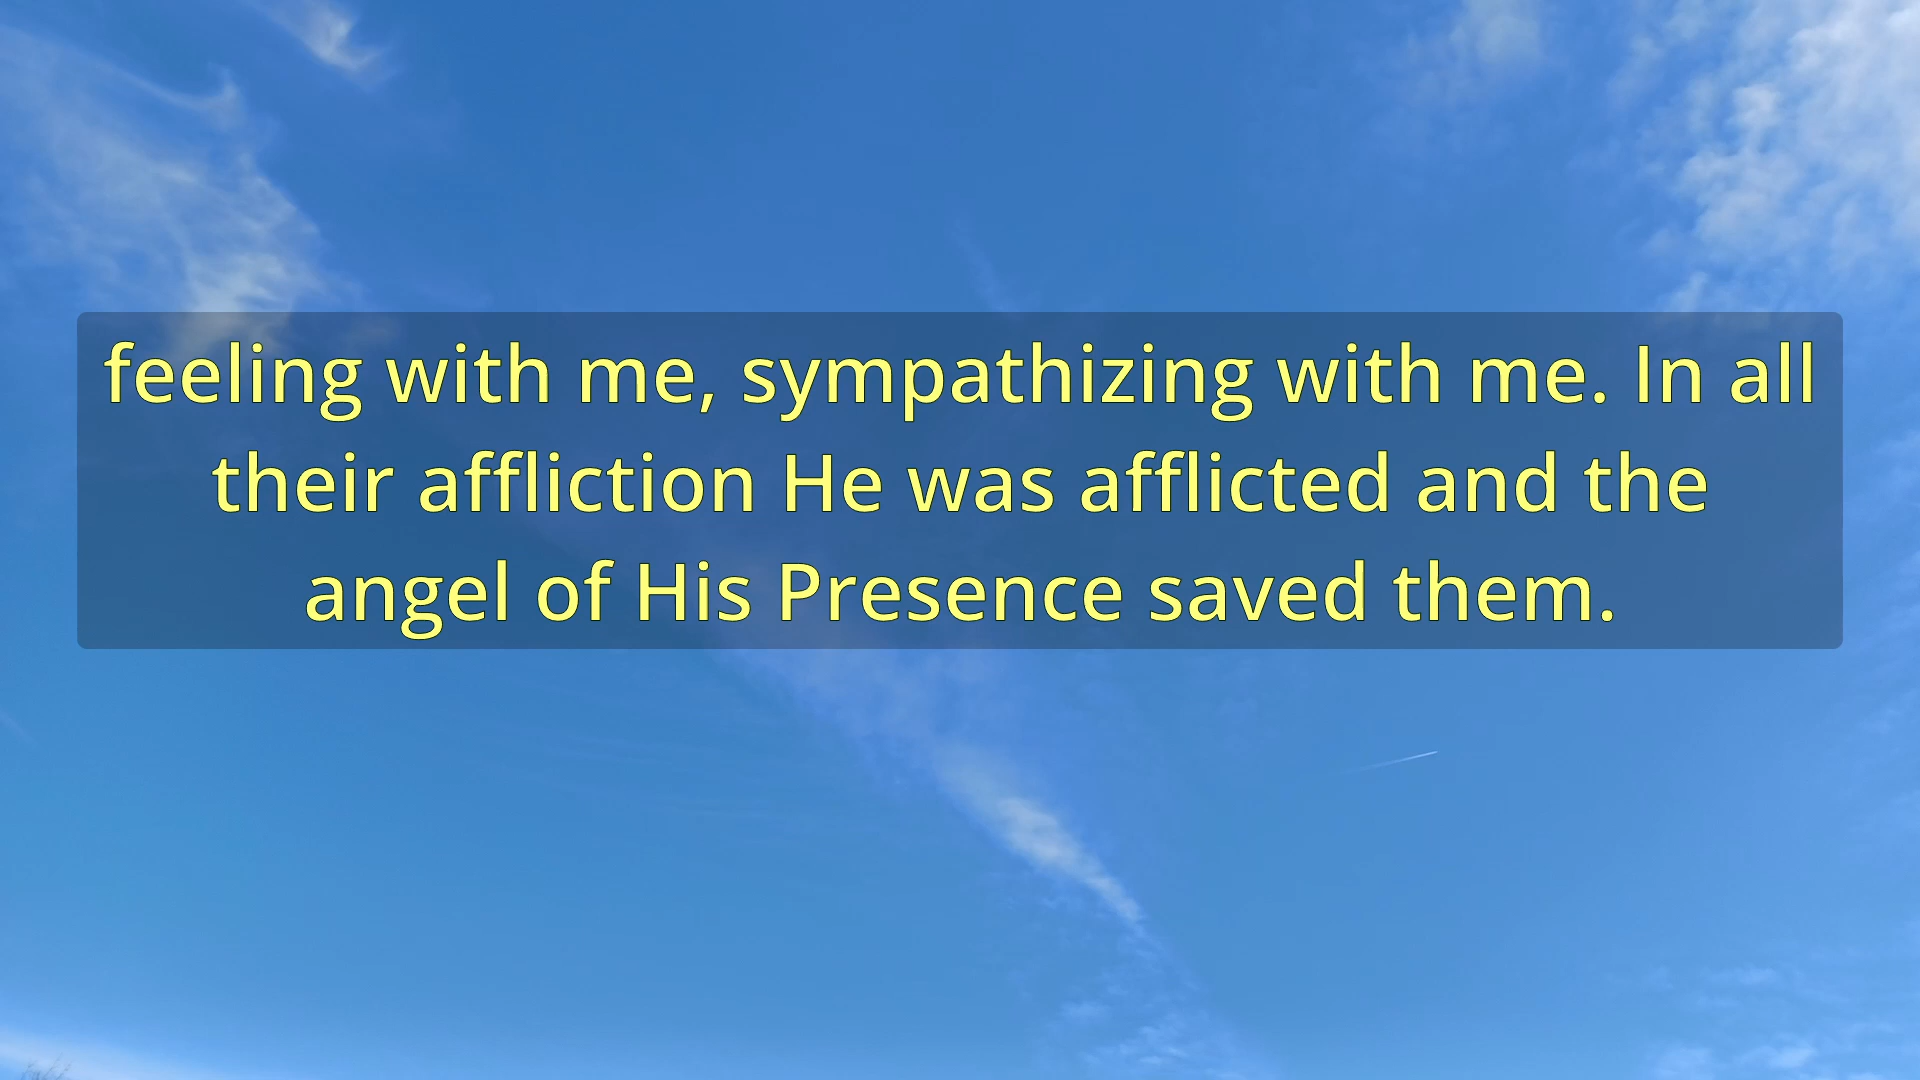 feeling with me, sympathizing with me. In all
their affliction He was afflicted and the
angel of His Presence saved them.